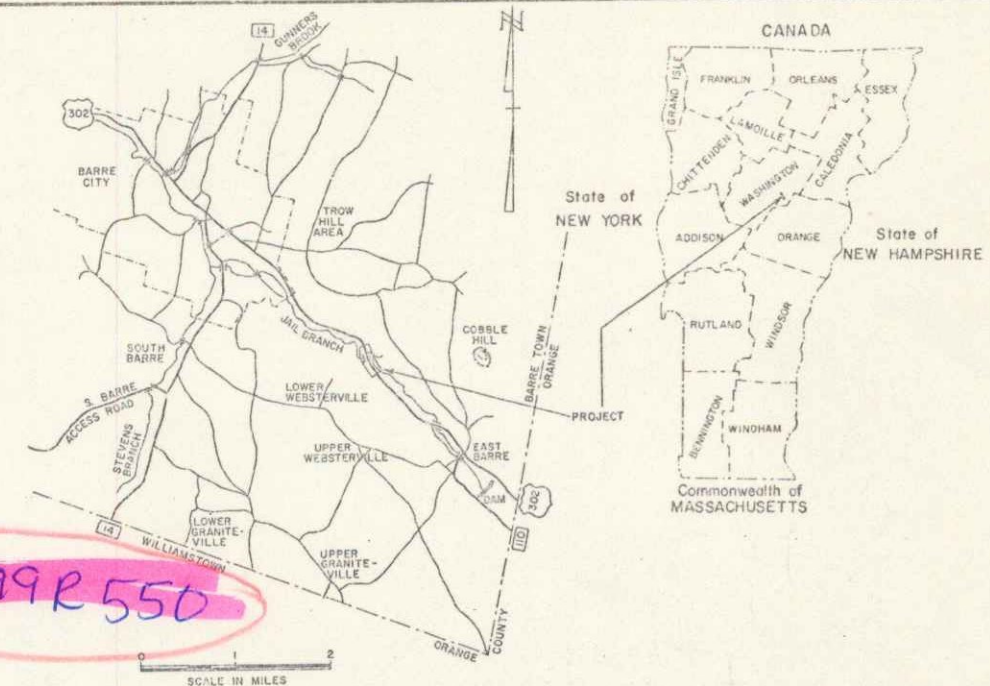 14
GUNNERS
BROOK
302
BARRE
CITY
TROW
HILL
AREA
JAIL BRANCH
COBBLE
HILL
SOUTH
BARRE
S. BARRE
ACCESS ROAD
STEVENS
BRANCH
LOWER
WEBSTERVILLE
UPPER
WEBSTERVILLE
EAST
BARRE
DAM
302
110
14
LOWER
GRANITE-
VILLE
UPPER
GRANITE-
VILLE
WILLIAMSTOWN
ORANGE
COUNTY
BARRE TOWN
ORANGE
PROJECT
N
CANADA
GRAND ISLE
FRANKLIN
ORLEANS
ESSEX
LAMOILLE
CHITTENDEN
WASHINGTON
CALEDONIA
State of
NEW YORK
ADDISON
ORANGE
State of
NEW HAMPSHIRE
RUTLAND
WINDSOR
BENNINGTON
WINDHAM
Commonwealth of
MASSACHUSETTS
99R 550
0 1 2
SCALE IN MILES